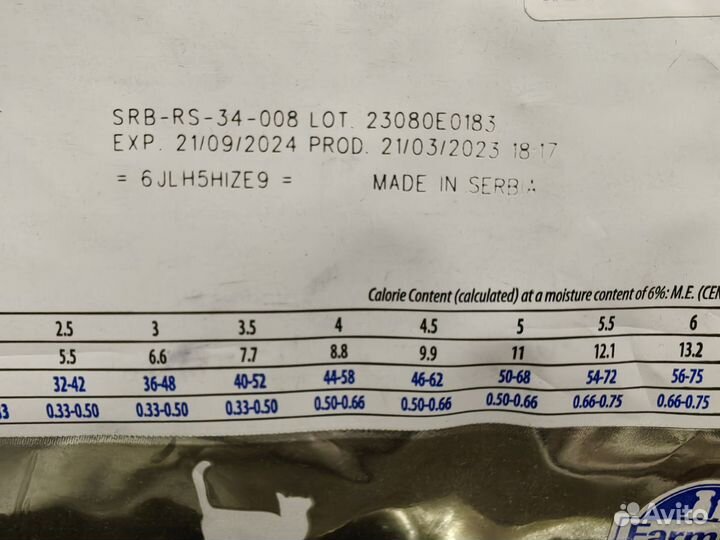 SRB-RS-34-008 LOT. 23080E0183
EXP. 21/09/2024 PROD. 21/03/2023 18:17
= 6JLH5HIZE9 = MADE IN SERBIA
Calorie Content (calculated) at a moisture content of 6%: M.E.
2.5 3 3.5 4 4.5 5 5.5 6
5.5 6.6 7.7 8.8 9.9 11 12.1 13.2
32-42 36-48 40-52 44-58 46-62 50-68 54-72 56-75
0.33-0.50 0.33-0.50 0.33-0.50 0.50-0.66 0.50-0.66 0.50-0.66 0.66-0.75 0.66-0.75
Avito